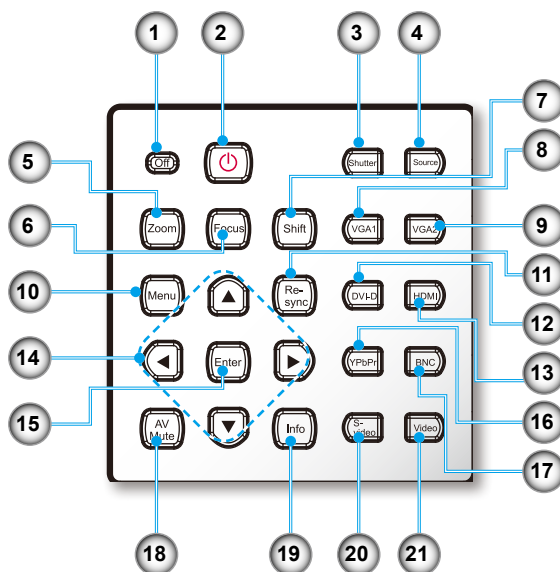 1
2
3
4
7
8
5
6
9
10
11
12
13
14
15
16
17
18
19
20
21
Off
Shutter
Source
Zoom
Focus
Shift
VGA1
VGA2
Menu
Re-
sync
DVI-D
HDMI
Enter
YPbPr
BNC
AV
Mute
Info
S-
video
Video